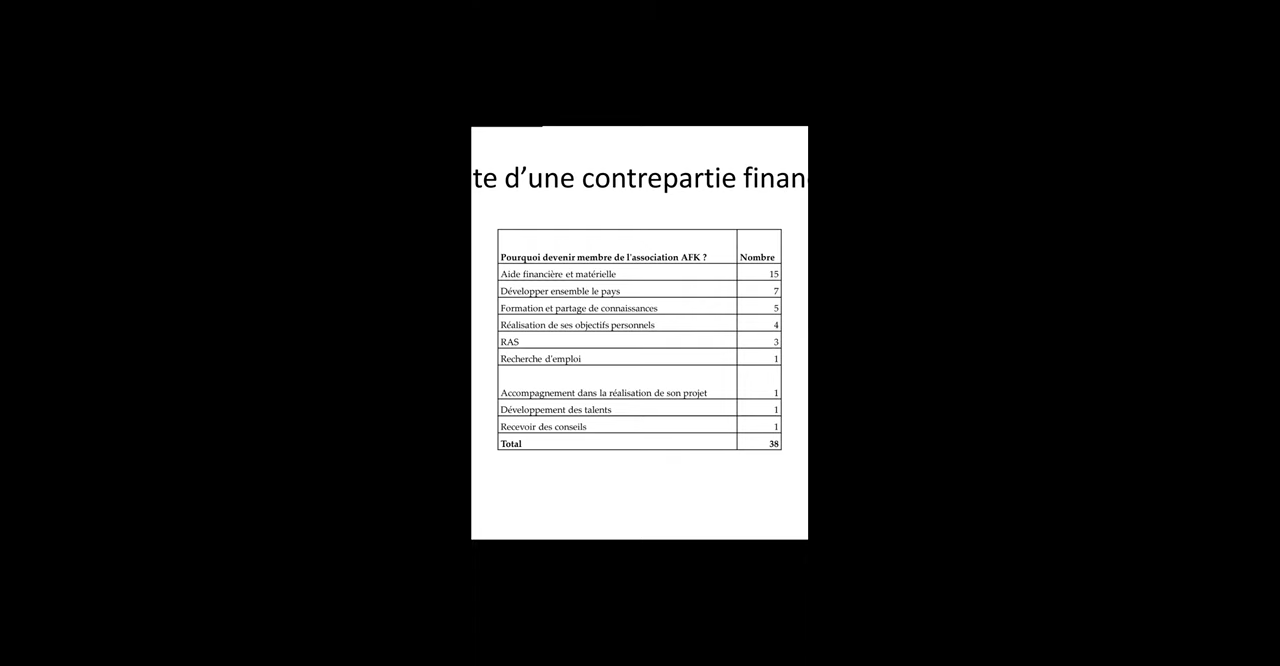 te d’une contrepartie finan
Pourquoi devenir membre de l'association AFK ? Nombre
Aide financière et matérielle 15
Développer ensemble le pays 7
Formation et partage de connaissances 5
Réalisation de ses objectifs personnels 4
RAS 3
Recherche d'emploi 1
Accompagnement dans la réalisation de son projet 1
Développement des talents 1
Recevoir des conseils 1
Total 38